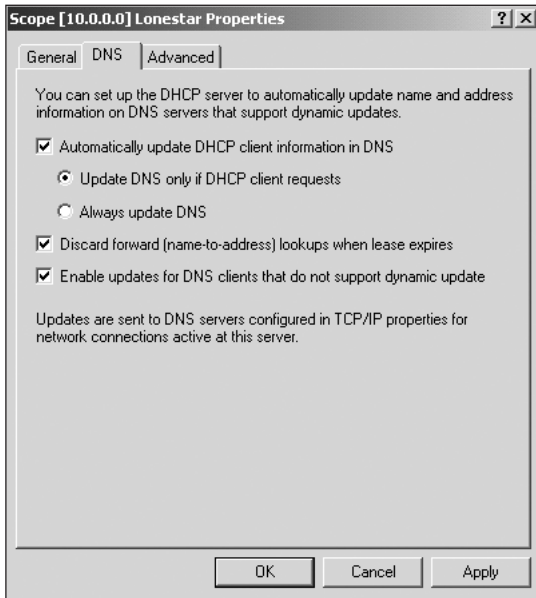 Scope [10.0.0.0] Lonestar Properties
? X
General DNS Advanced
You can set up the DHCP server to automatically update name and address
information on DNS servers that support dynamic updates.
Automatically update DHCP client information in DNS
Update DNS only if DHCP client requests
Always update DNS
Discard forward (name-to-address) lookups when lease expires
Enable updates for DNS clients that do not support dynamic update
Updates are sent to DNS servers configured in TCP/IP properties for
network connections active at this server.
OK Cancel Apply